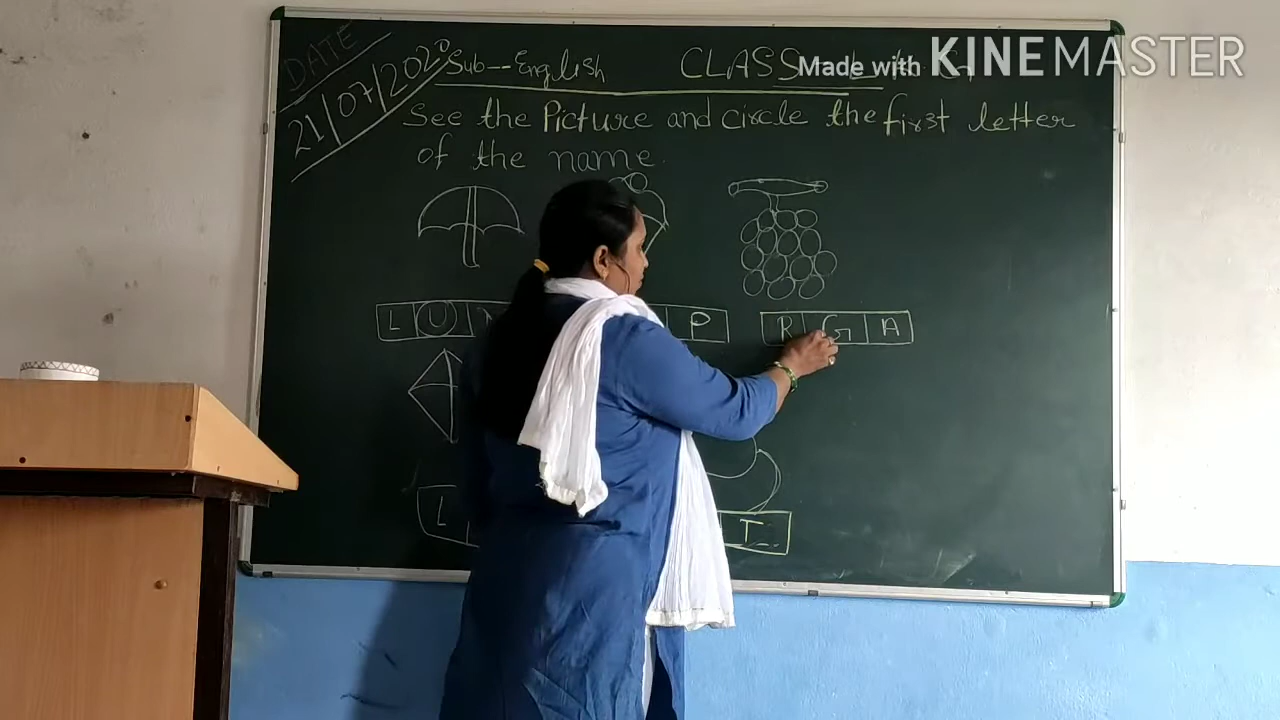 DATE
21/07/2020
Sub-- English
CLASS
Made with KINEMASTER
See the Picture and circle the first letter
of the name.
L U
P
R G A
L
T